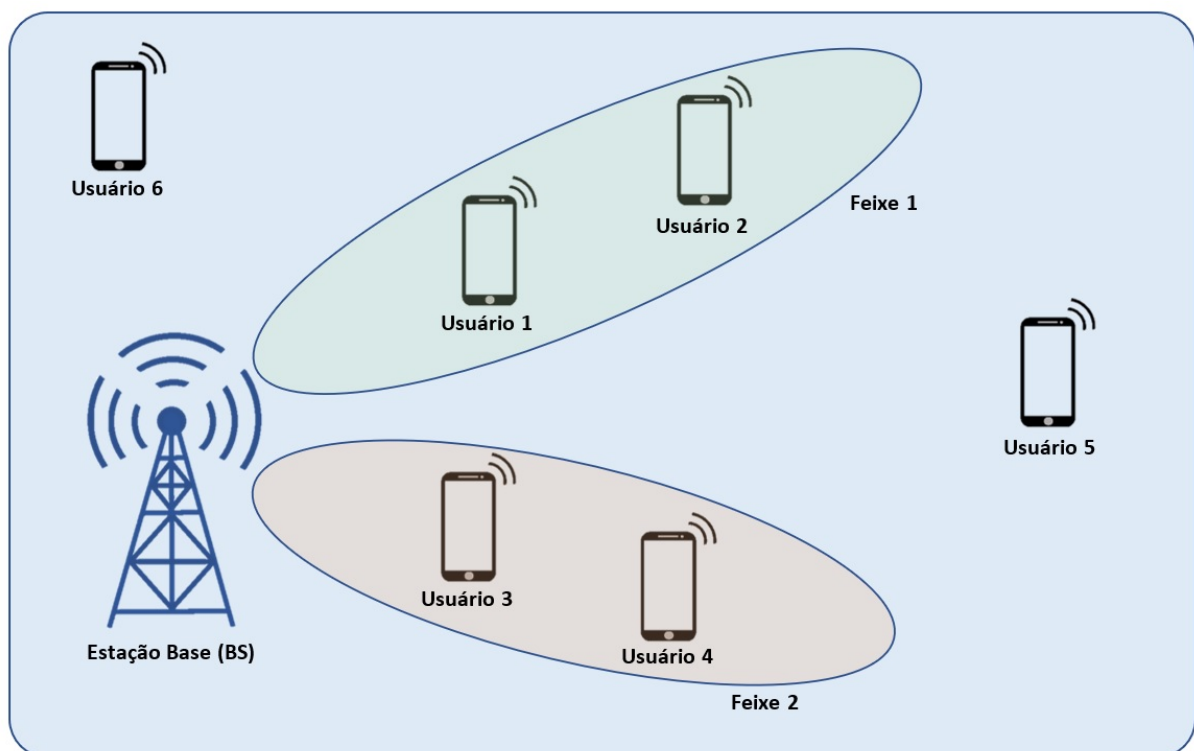 Usuário 6
Usuário 2
Feixe 1
Usuário 1
Usuário 5
Usuário 3
Estação Base (BS)
Usuário 4
Feixe 2